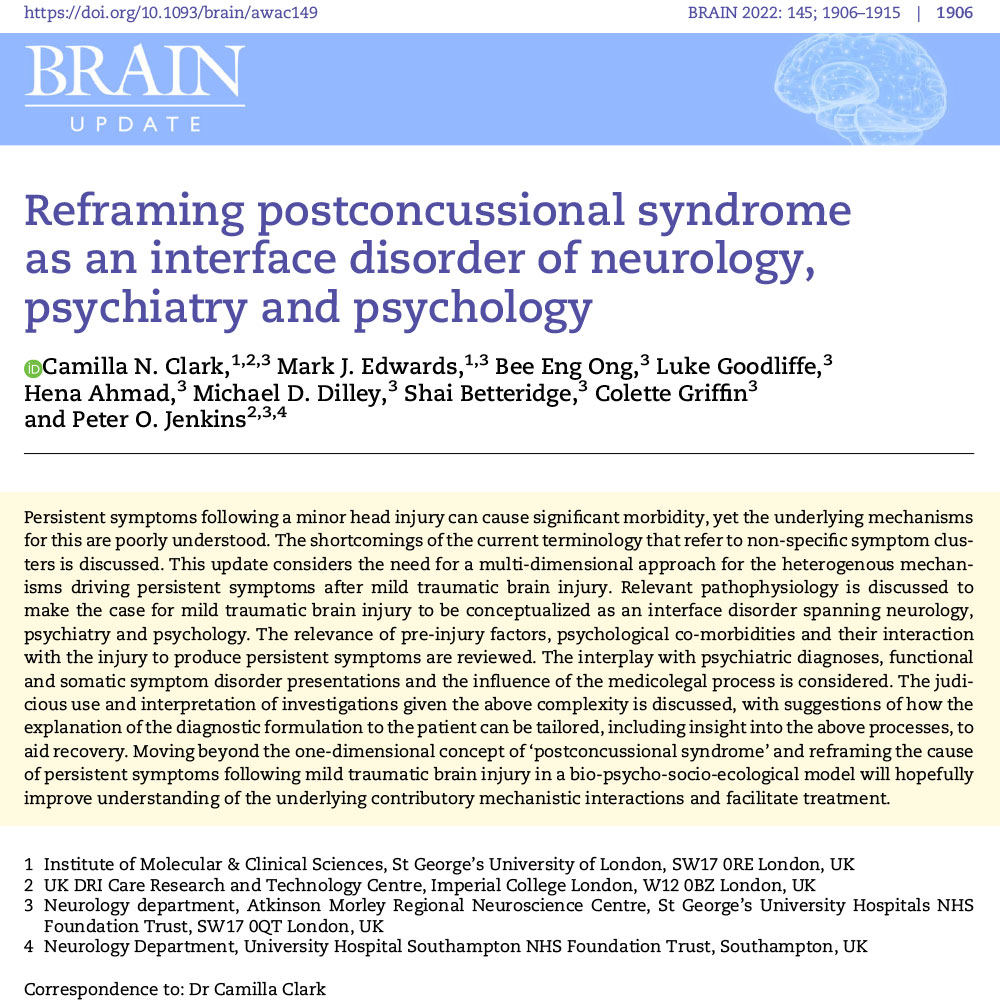 https://doi.org/10.1093/brain/awac149
BRAIN 2022: 145; 1906–1915 | 1906
BRAIN
UPDATE
Reframing postconcussional syndrome
as an interface disorder of neurology,
psychiatry and psychology
iD Camilla N. Clark,1,2,3 Mark J. Edwards,1,3 Bee Eng Ong,3 Luke Goodliffe,3
Hena Ahmad,3 Michael D. Dilley,3 Shai Betteridge,3 Colette Griffin3
and Peter O. Jenkins2,3,4
Persistent symptoms following a minor head injury can cause significant morbidity, yet the underlying mechanisms
for this are poorly understood. The shortcomings of the current terminology that refer to non-specific symptom clus-
ters is discussed. This update considers the need for a multi-dimensional approach for the heterogenous mechan-
isms driving persistent symptoms after mild traumatic brain injury. Relevant pathophysiology is discussed to
make the case for mild traumatic brain injury to be conceptualized as an interface disorder spanning neurology,
psychiatry and psychology. The relevance of pre-injury factors, psychological co-morbidities and their interaction
with the injury to produce persistent symptoms are reviewed. The interplay with psychiatric diagnoses, functional
and somatic symptom disorder presentations and the influence of the medicolegal process is considered. The judi-
cious use and interpretation of investigations given the above complexity is discussed, with suggestions of how the
explanation of the diagnostic formulation to the patient can be tailored, including insight into the above processes, to
aid recovery. Moving beyond the one-dimensional concept of ‘postconcussional syndrome’ and reframing the cause
of persistent symptoms following mild traumatic brain injury in a bio-psycho-socio-ecological model will hopefully
improve understanding of the underlying contributory mechanistic interactions and facilitate treatment.
1 Institute of Molecular & Clinical Sciences, St George’s University of London, SW17 0RE London, UK
2 UK DRI Care Research and Technology Centre, Imperial College London, W12 0BZ London, UK
3 Neurology department, Atkinson Morley Regional Neuroscience Centre, St George’s University Hospitals NHS
Foundation Trust, SW17 0QT London, UK
4 Neurology Department, University Hospital Southampton NHS Foundation Trust, Southampton, UK
Correspondence to: Dr Camilla Clark